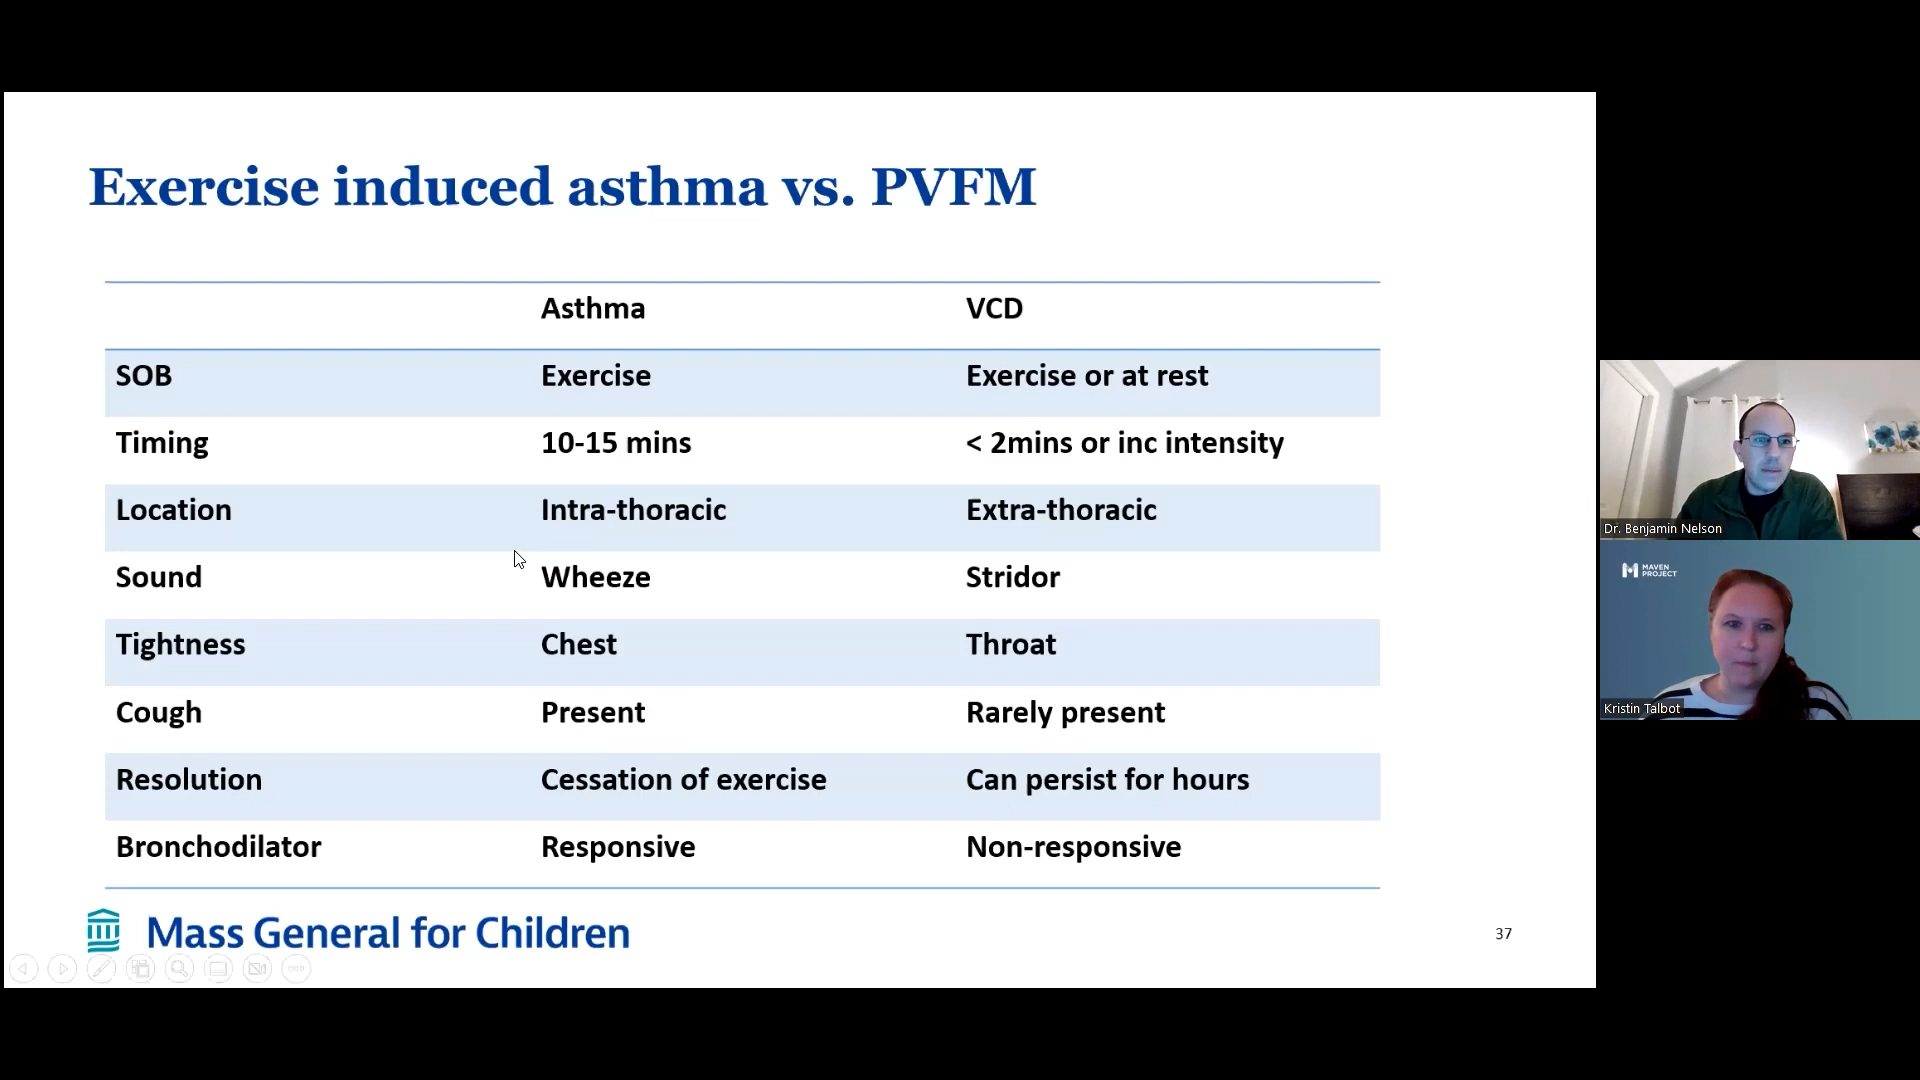 Exercise induced asthma vs. PVFM
Asthma VCD
SOB Exercise Exercise or at rest
Timing 10-15 mins < 2mins or inc intensity
Location Intra-thoracic Extra-thoracic
Sound Wheeze Stridor
Tightness Chest Throat
Cough Present Rarely present
Resolution Cessation of exercise Can persist for hours
Bronchodilator Responsive Non-responsive
Mass General for Children
37
Dr. Benjamin Nelson
MAVEN
PROJECT
Kristin Talbot